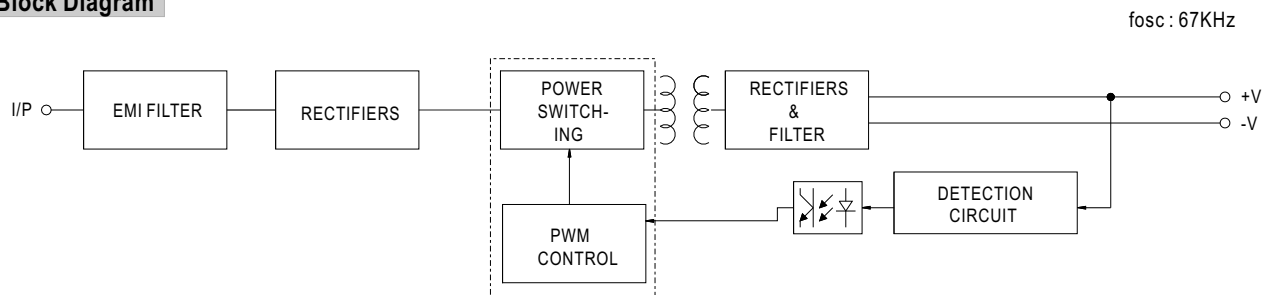 Block Diagram
fosc : 67KHz
I/P
EMI FILTER
RECTIFIERS
POWER
SWITCH-
ING
RECTIFIERS
&
FILTER
+V
-V
DETECTION
CIRCUIT
PWM
CONTROL